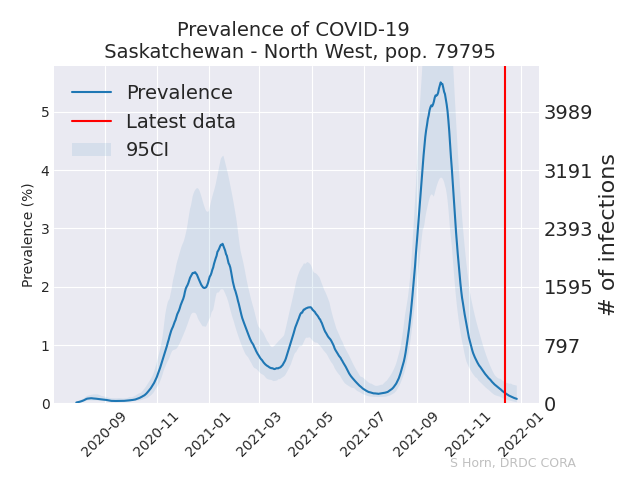 Prevalence of COVID-19
Saskatchewan - North West, pop. 79795
Prevalence
Latest data
95CI
Prevalence (%)
5
4
3
2
1
0
3989
3191
2393
1595
797
0
# of infections
2020-09
2020-11
2021-01
2021-03
2021-05
2021-07
2021-09
2021-11
2022-01
S Horn, DRDC CORA